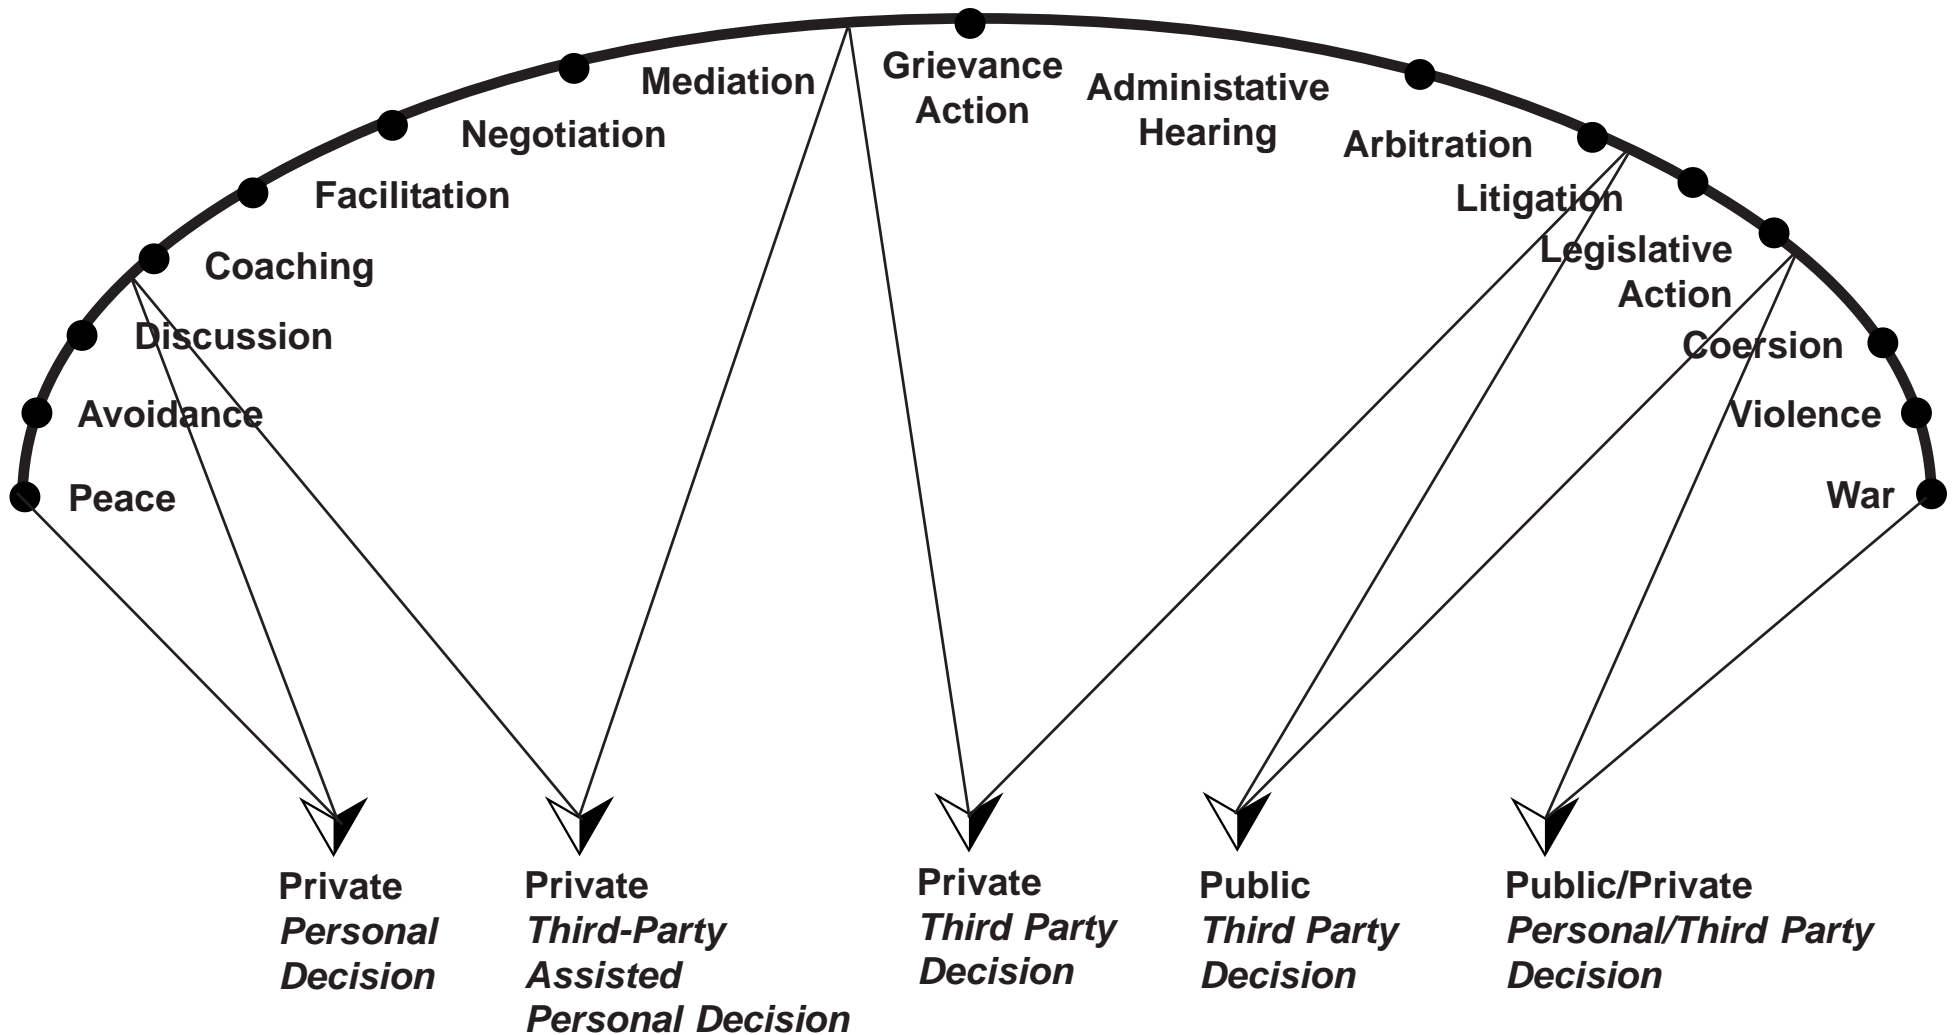 Peace
Avoidance
Discussion
Coaching
Facilitation
Negotiation
Mediation
Grievance
Action
Administative
Hearing
Arbitration
Litigation
Legislative
Action
Coersion
Violence
War
Private
Personal
Decision
Private
Third-Party
Assisted
Personal Decision
Private
Third Party
Decision
Public
Third Party
Decision
Public/Private
Personal/Third Party
Decision